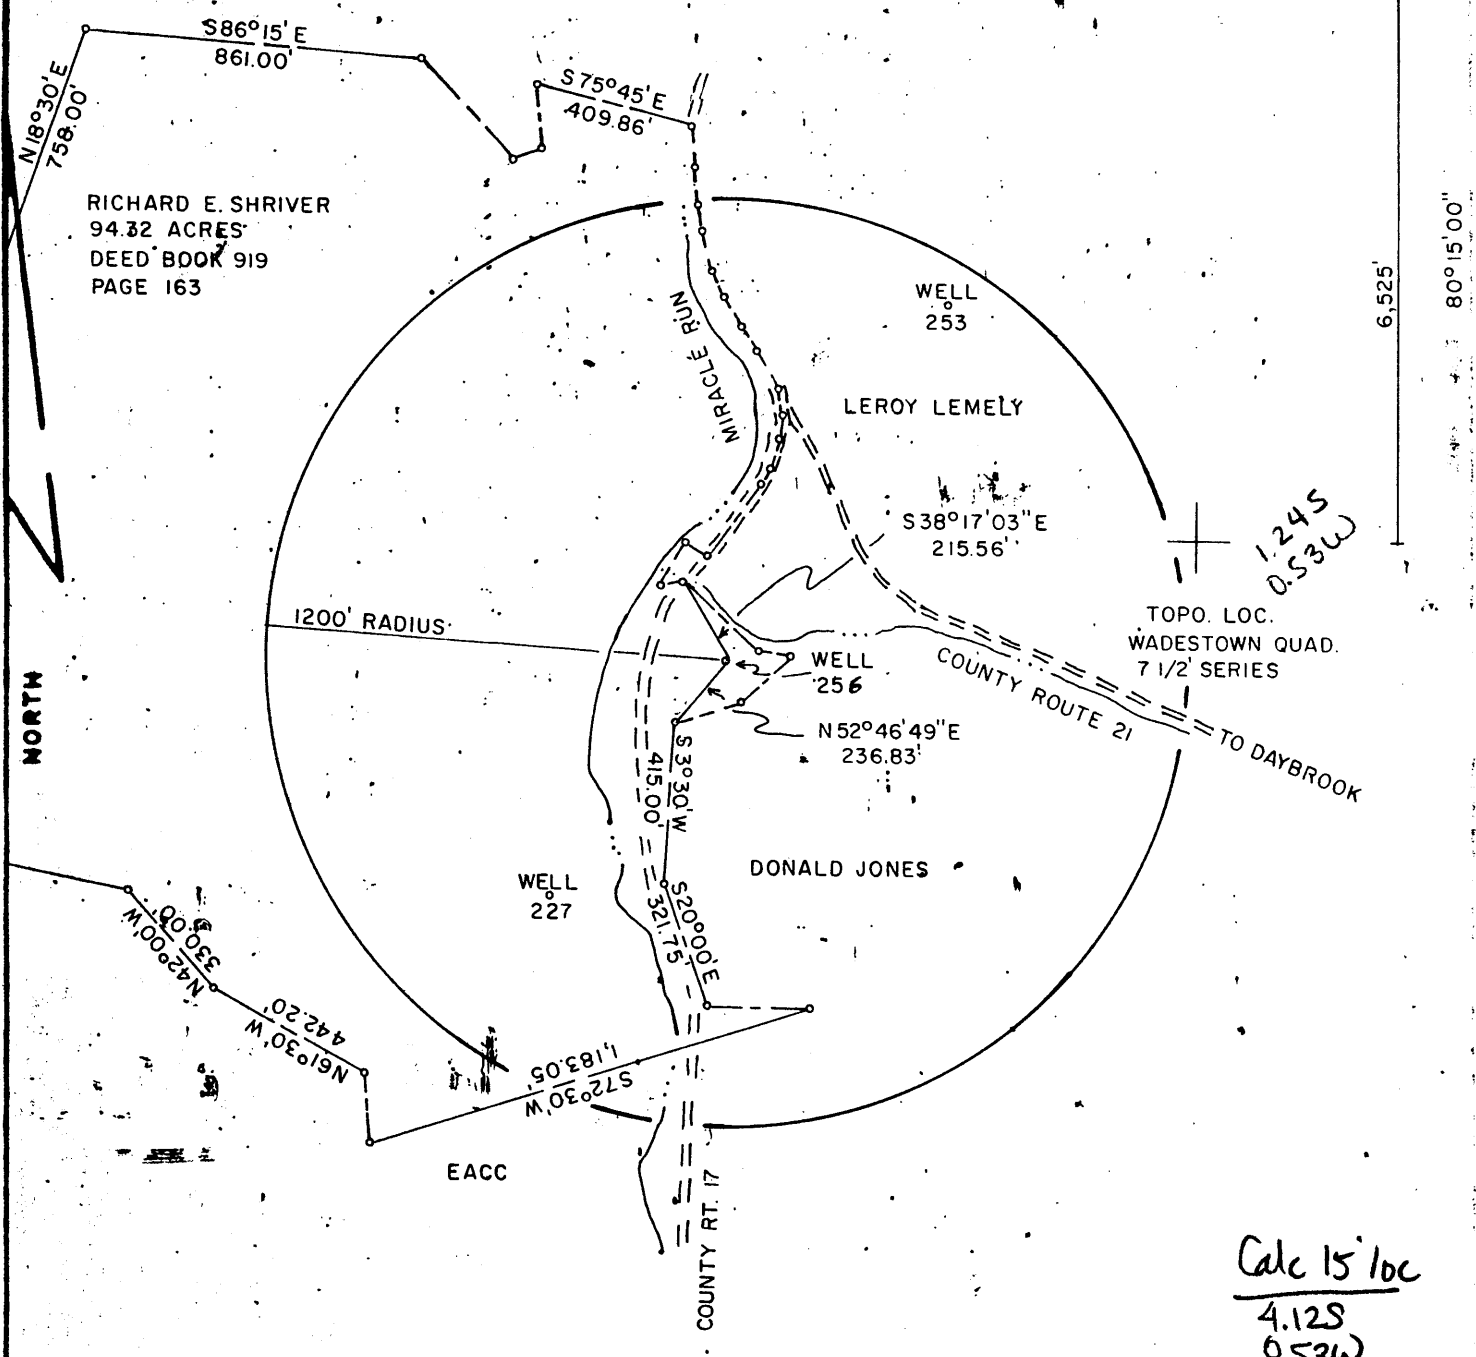 S86°15'E
861.00'
N18°30'E
758.00'
S75°45'E
409.86'
RICHARD E. SHRIVER
94.32 ACRES
DEED BOOK 919
PAGE 163
80°15'00"
6,525'
WELL
253
MIRACLE RUN
LEROY LEMELY
S38°17'03"E
215.56'
1.24S
0.53W
1200' RADIUS
TOPO. LOC.
WADESTOWN QUAD.
7 1/2' SERIES
WELL
256
COUNTY ROUTE 21
TO DAYBROOK
NORTH
N52°46'49"E
236.83'
S3°30'W
415.00'
DONALD JONES
WELL
227
S20°00'E
321.75'
N42°00'W
330.00'
N61°30'W
442.20'
1,183.05'
S72°30'W
EACC
COUNTY RT. 17
Calc 15' loc
4.12S
0.53W